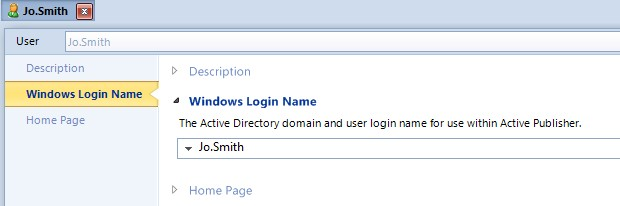 Jo.Smith
User Jo.Smith
Description
Windows Login Name
Home Page
Description
Windows Login Name
The Active Directory domain and user login name for use within Active Publisher.
Jo.Smith
Home Page